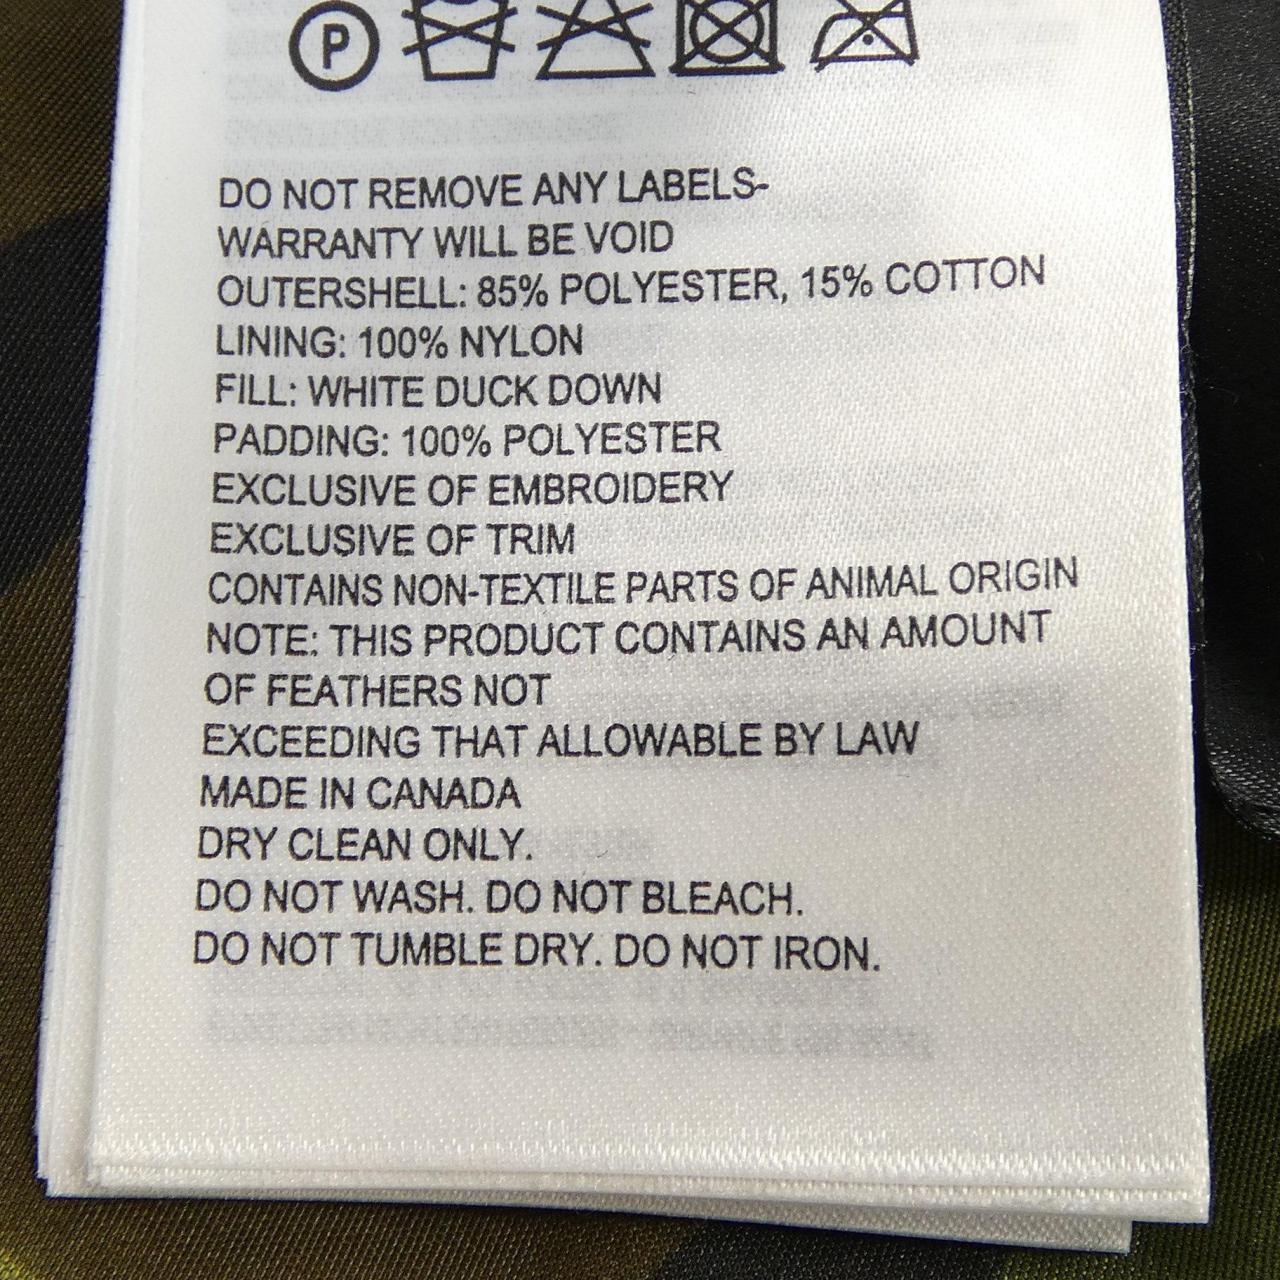 P
DO NOT REMOVE ANY LABELS-
WARRANTY WILL BE VOID
OUTERSHELL: 85% POLYESTER, 15% COTTON
LINING: 100% NYLON
FILL: WHITE DUCK DOWN
PADDING: 100% POLYESTER
EXCLUSIVE OF EMBROIDERY
EXCLUSIVE OF TRIM
CONTAINS NON-TEXTILE PARTS OF ANIMAL ORIGIN
NOTE: THIS PRODUCT CONTAINS AN AMOUNT
OF FEATHERS NOT
EXCEEDING THAT ALLOWABLE BY LAW
MADE IN CANADA
DRY CLEAN ONLY.
DO NOT WASH. DO NOT BLEACH.
DO NOT TUMBLE DRY. DO NOT IRON.